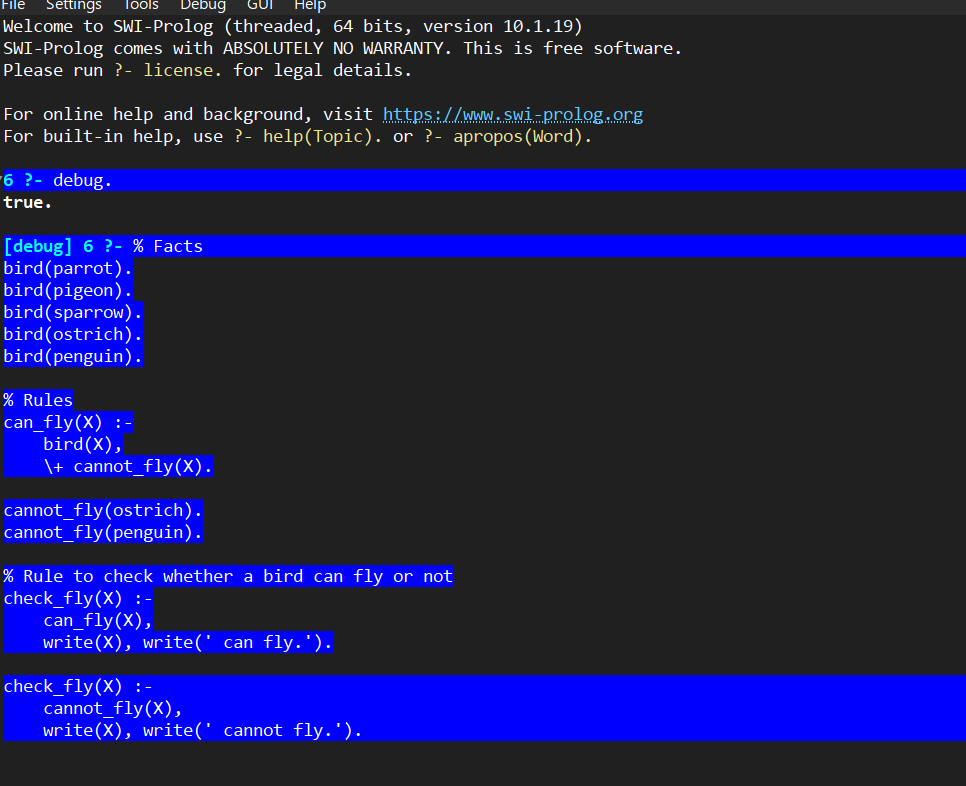 File Settings Tools Debug GUI Help
Welcome to SWI-Prolog (threaded, 64 bits, version 10.1.19)
SWI-Prolog comes with ABSOLUTELY NO WARRANTY. This is free software.
Please run ?- license. for legal details.
For online help and background, visit https://www.swi-prolog.org
For built-in help, use ?- help(Topic). or ?- apropos(Word).
6 ?- debug.
true.
[debug] 6 ?- % Facts
bird(parrot).
bird(pigeon).
bird(sparrow).
bird(ostrich).
bird(penguin).
% Rules
can_fly(X) :-
    bird(X),
    \+ cannot_fly(X).
cannot_fly(ostrich).
cannot_fly(penguin).
% Rule to check whether a bird can fly or not
check_fly(X) :-
    can_fly(X),
    write(X), write(' can fly.').
check_fly(X) :-
    cannot_fly(X),
    write(X), write(' cannot fly.').